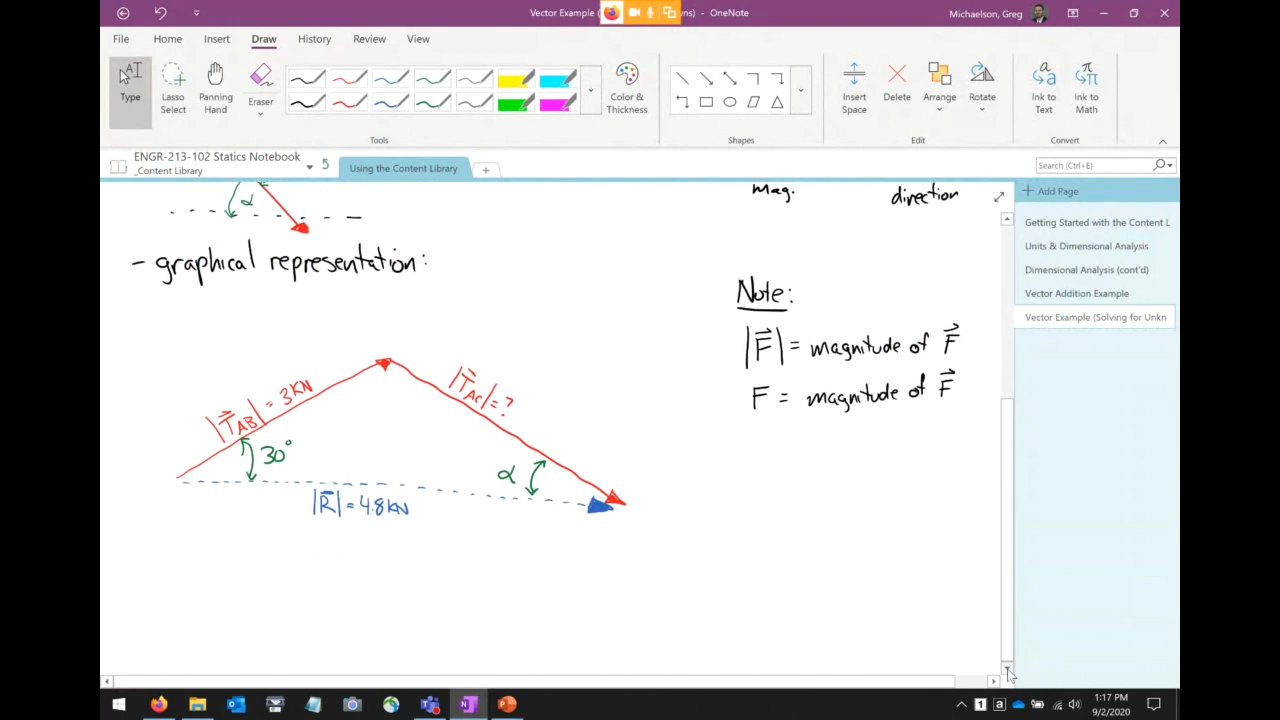 Vector Example (
wns) - OneNote
Michaelson, Greg
File
Home
Insert
Draw
History
Review
View
Type
Lasso
Select
Panning
Hand
Eraser
Color &
Thickness
Insert
Space
Delete
Arrange
Rotate
Ink to
Text
Ink to
Math
Tools
Shapes
Edit
Convert
ENGR-213-102 Statics Notebook
_Content Library
Using the Content Library
Search (Ctrl+E)
Add Page
Getting Started with the Content L
Units & Dimensional Analysis
Dimensional Analysis (cont'd)
Vector Addition Example
Vector Example (Solving for Unkn
mag.
direction
α
- graphical representation:
Note:
|F⃗| = magnitude of F⃗
F = magnitude of F⃗
|T⃗AB| = 3KN
|T⃗AC| = ?
30°
α
|R⃗| = 4.8KN
1:17 PM
9/2/2020